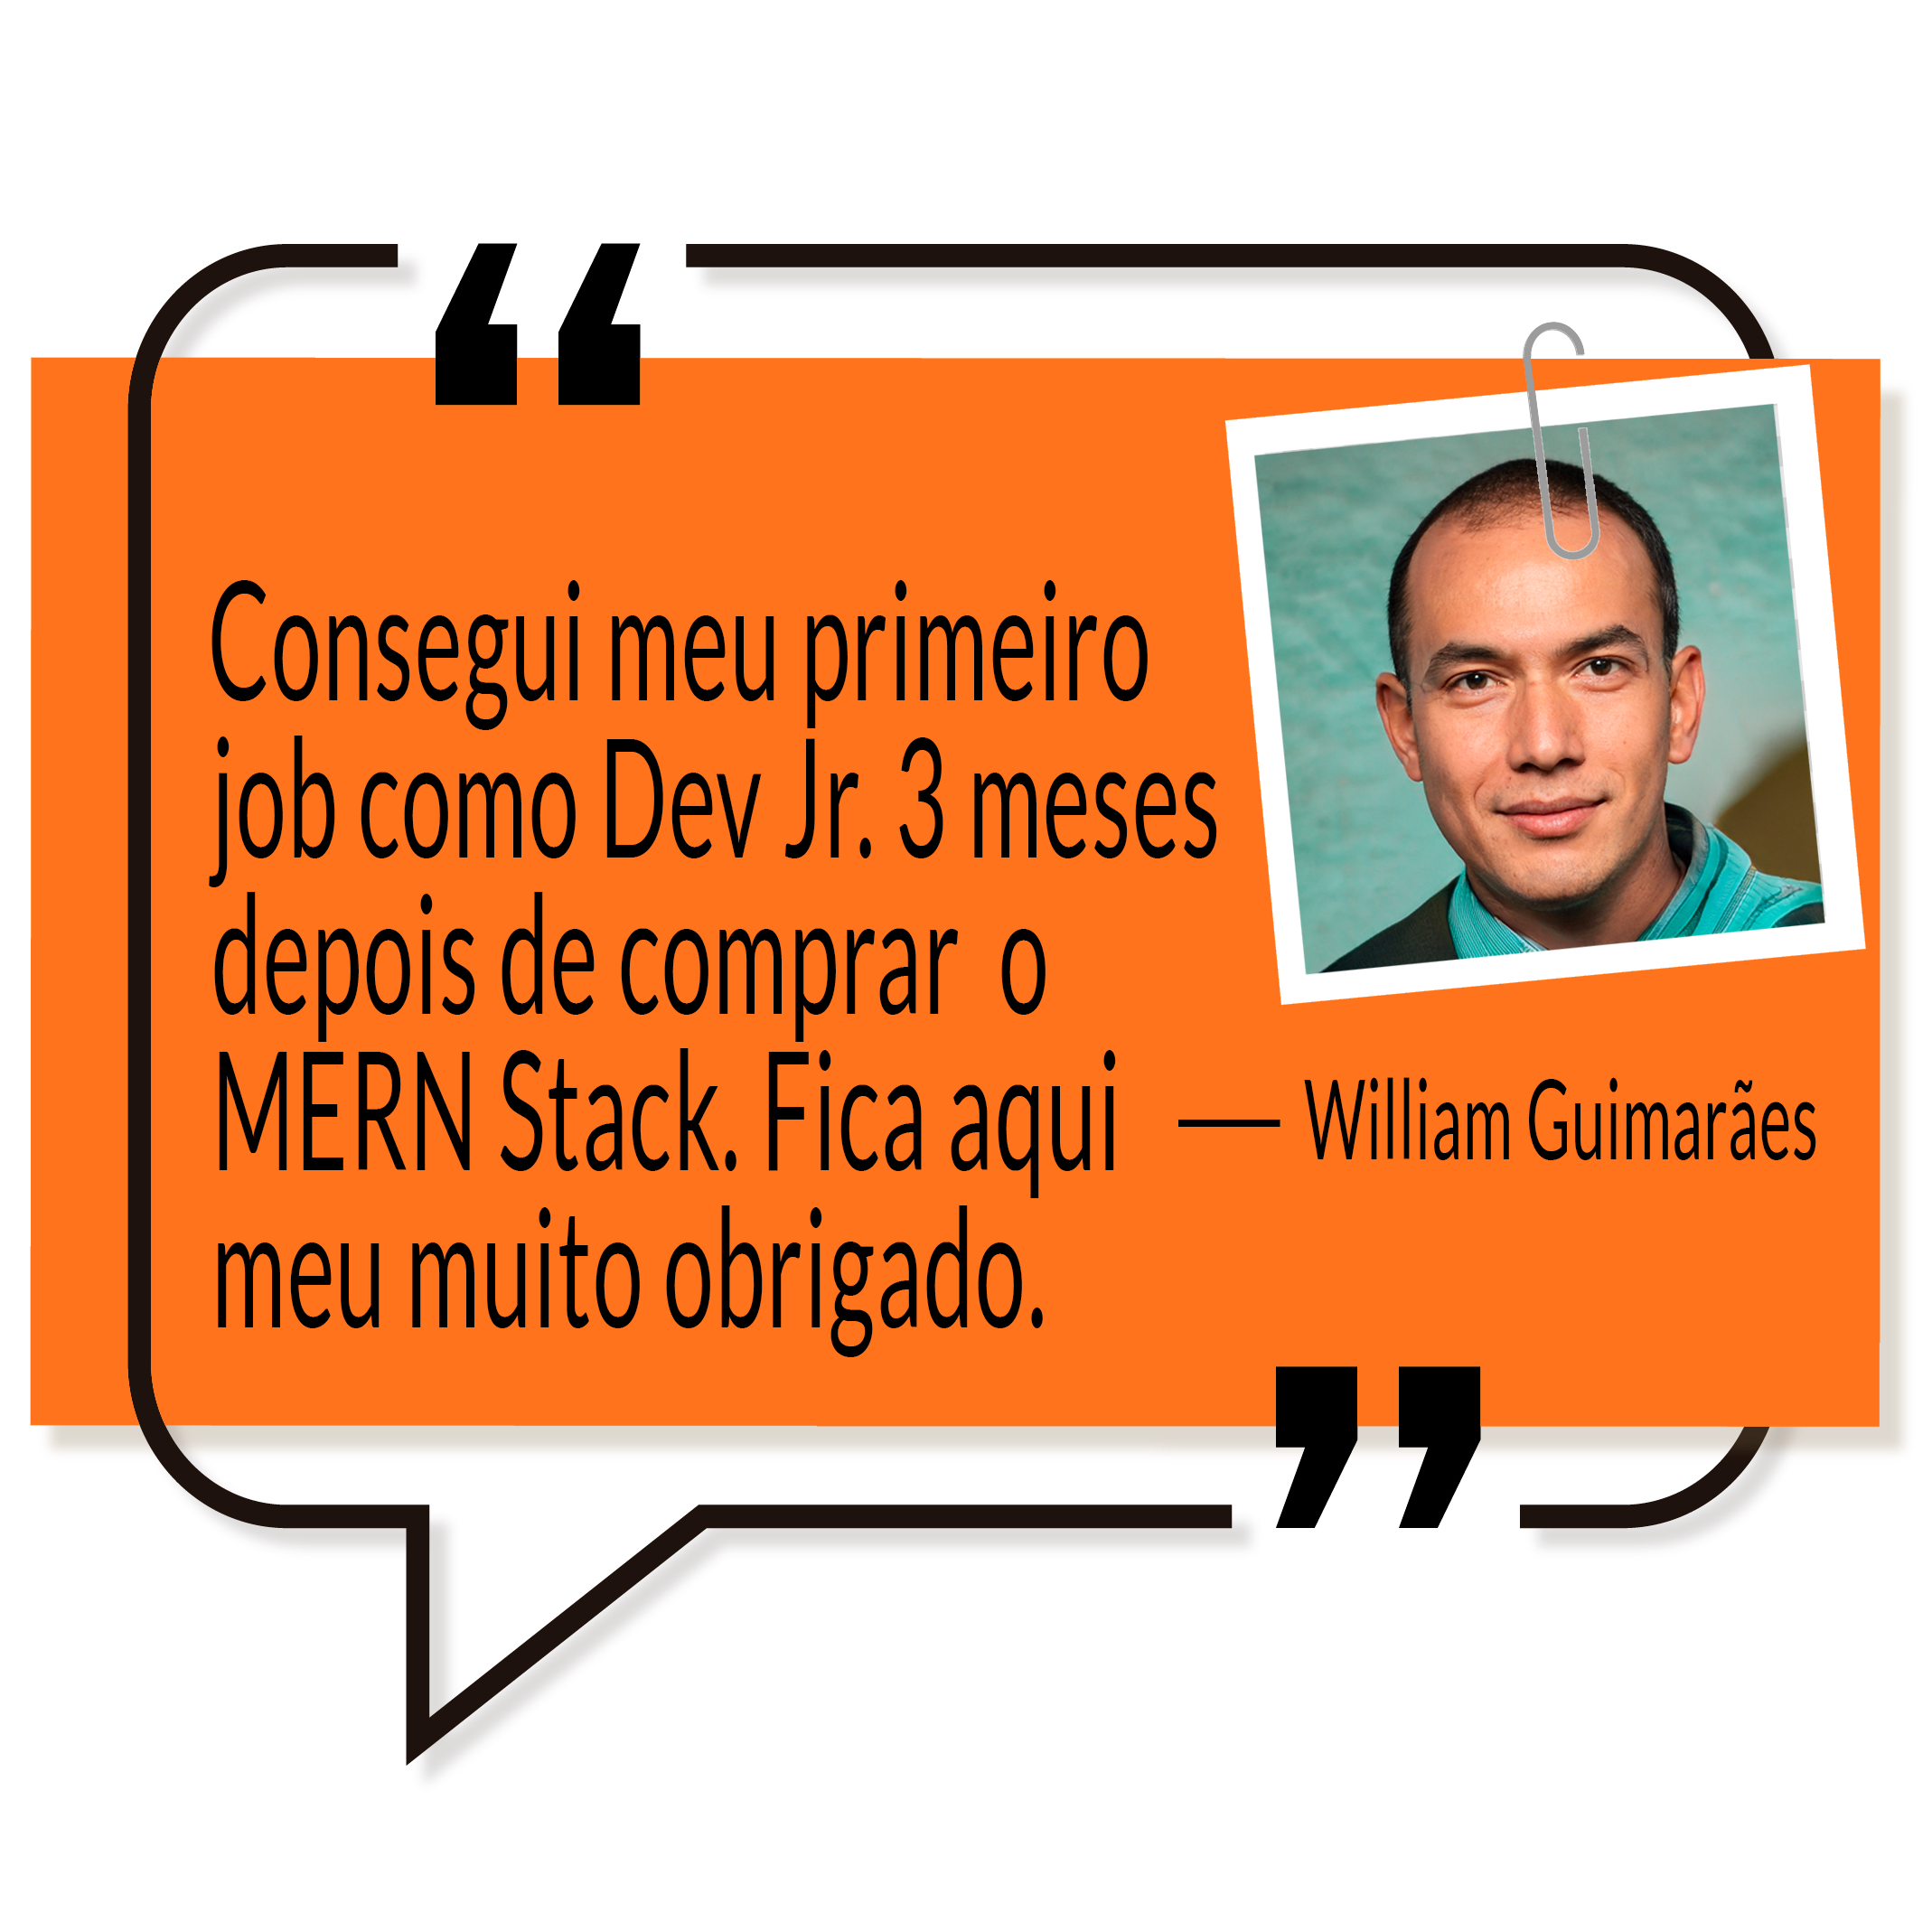 “
Consegui meu primeiro
job como Dev Jr. 3 meses
depois de comprar o
MERN Stack. Fica aqui
meu muito obrigado.
— William Guimarães
”